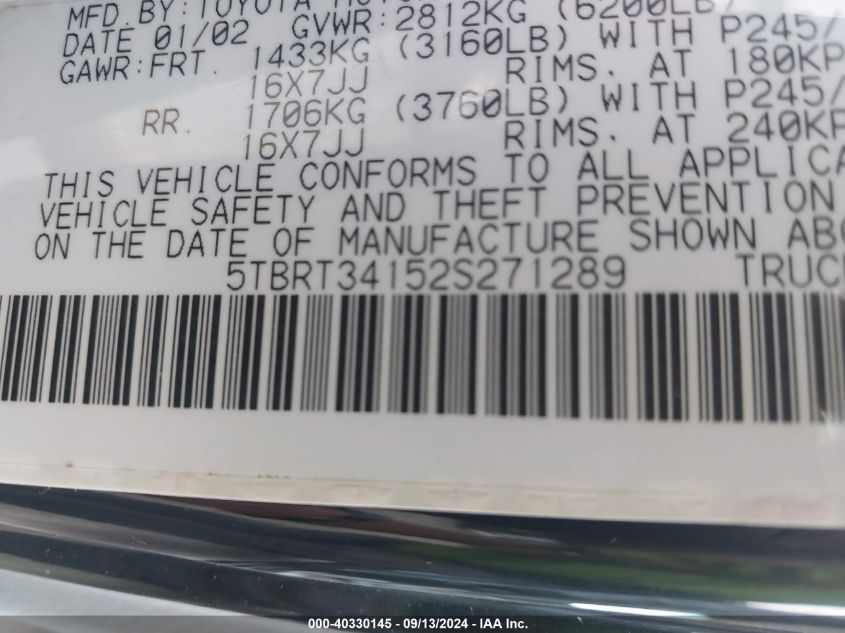 MFD.BY:TOYOTA
DATE 01/02 GVWR:2812KG (6200LB)
GAWR:FRT. 1433KG (3160LB) WITH P245/
16X7JJ RIMS. AT 180KP
RR. 1706KG (3760LB) WITH P245/
16X7JJ RIMS. AT 240KP
THIS VEHICLE CONFORMS TO ALL APPLICA
VEHICLE SAFETY AND THEFT PREVENTION
ON THE DATE OF MANUFACTURE SHOWN ABO
5TBRT34152S271289 TRUC
000-40330145 - 09/13/2024 - IAA Inc.